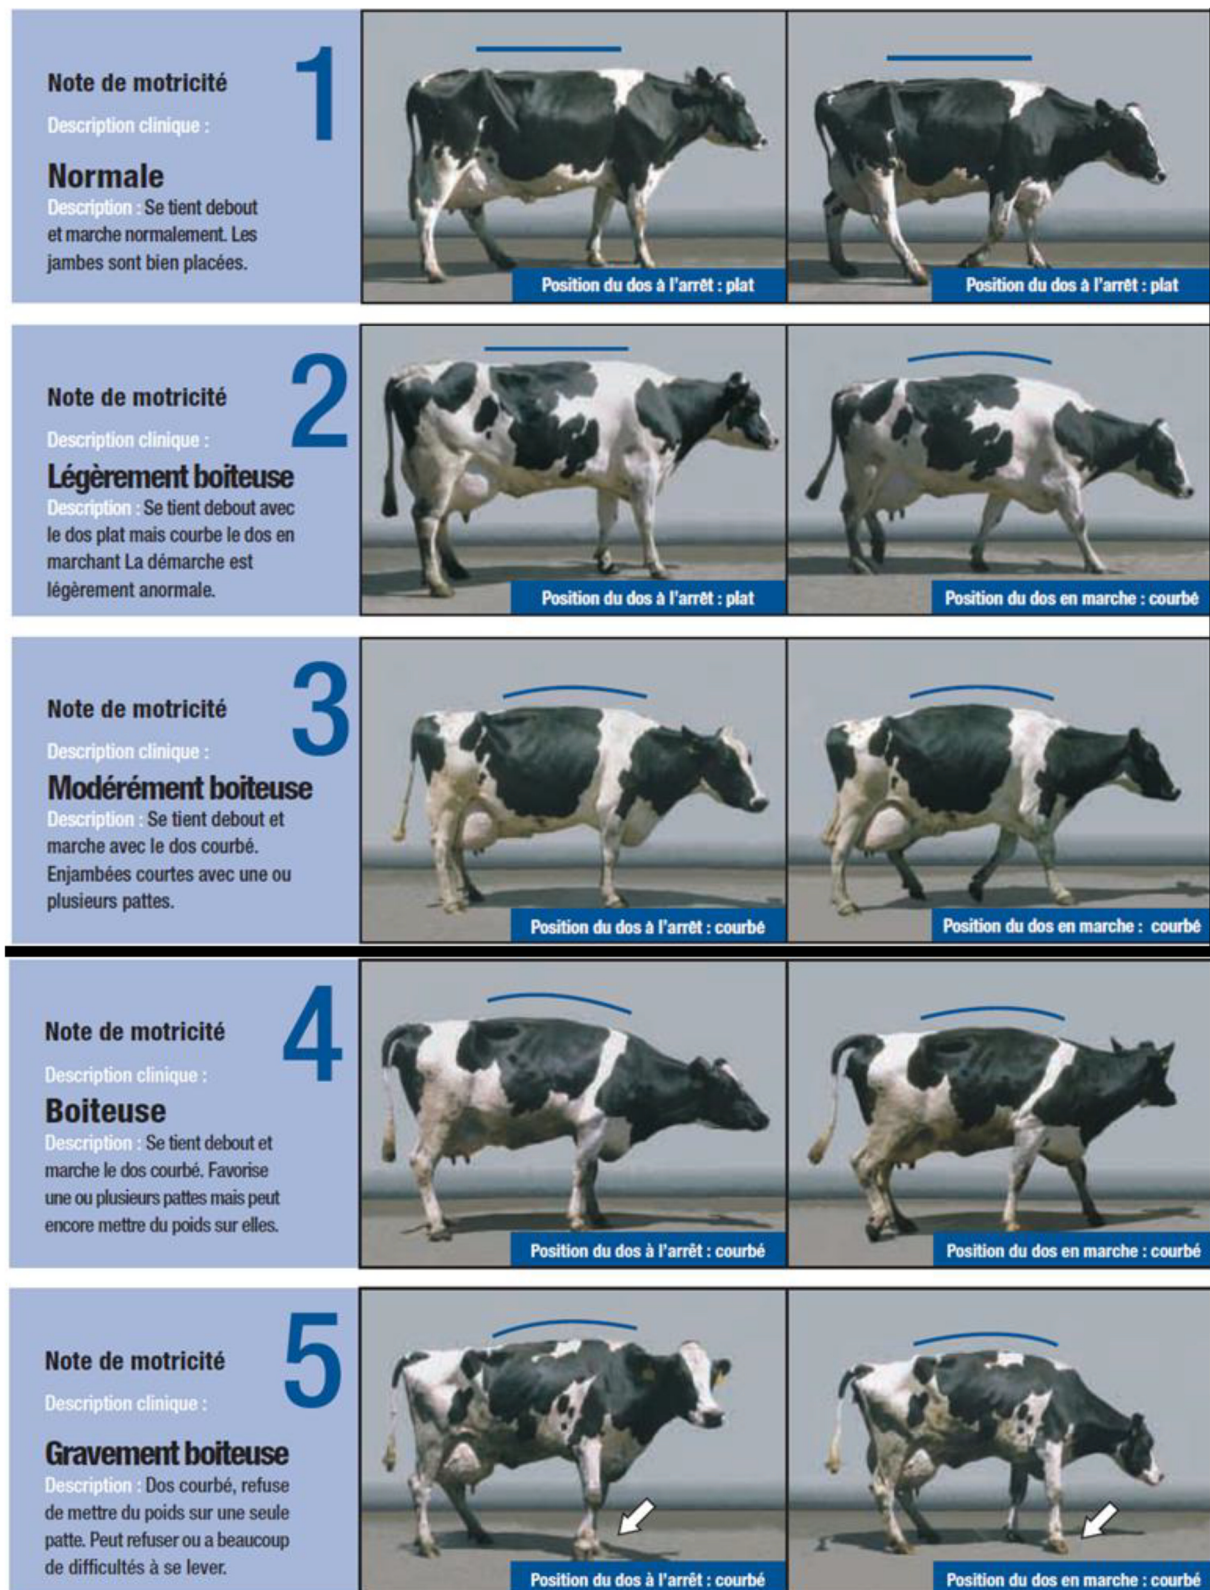 Note de motricité
1
Description clinique :
Normale
Description : Se tient debout
et marche normalement. Les
jambes sont bien placées.
Position du dos à l'arrêt : plat
Position du dos à l'arrêt : plat
Note de motricité
2
Description clinique :
Légèrement boiteuse
Description : Se tient debout avec
le dos plat mais courbe le dos en
marchant La démarche est
légèrement anormale.
Position du dos à l'arrêt : plat
Position du dos en marche : courbé
Note de motricité
3
Description clinique :
Modérément boiteuse
Description : Se tient debout et
marche avec le dos courbé.
Enjambées courtes avec une ou
plusieurs pattes.
Position du dos à l'arrêt : courbé
Position du dos en marche : courbé
Note de motricité
4
Description clinique :
Boiteuse
Description : Se tient debout et
marche le dos courbé. Favorise
une ou plusieurs pattes mais peut
encore mettre du poids sur elles.
Position du dos à l'arrêt : courbé
Position du dos en marche : courbé
Note de motricité
5
Description clinique :
Gravement boiteuse
Description : Dos courbé, refuse
de mettre du poids sur une seule
patte. Peut refuser ou a beaucoup
de difficultés à se lever.
Position du dos à l'arrêt : courbé
Position du dos en marche : courbé